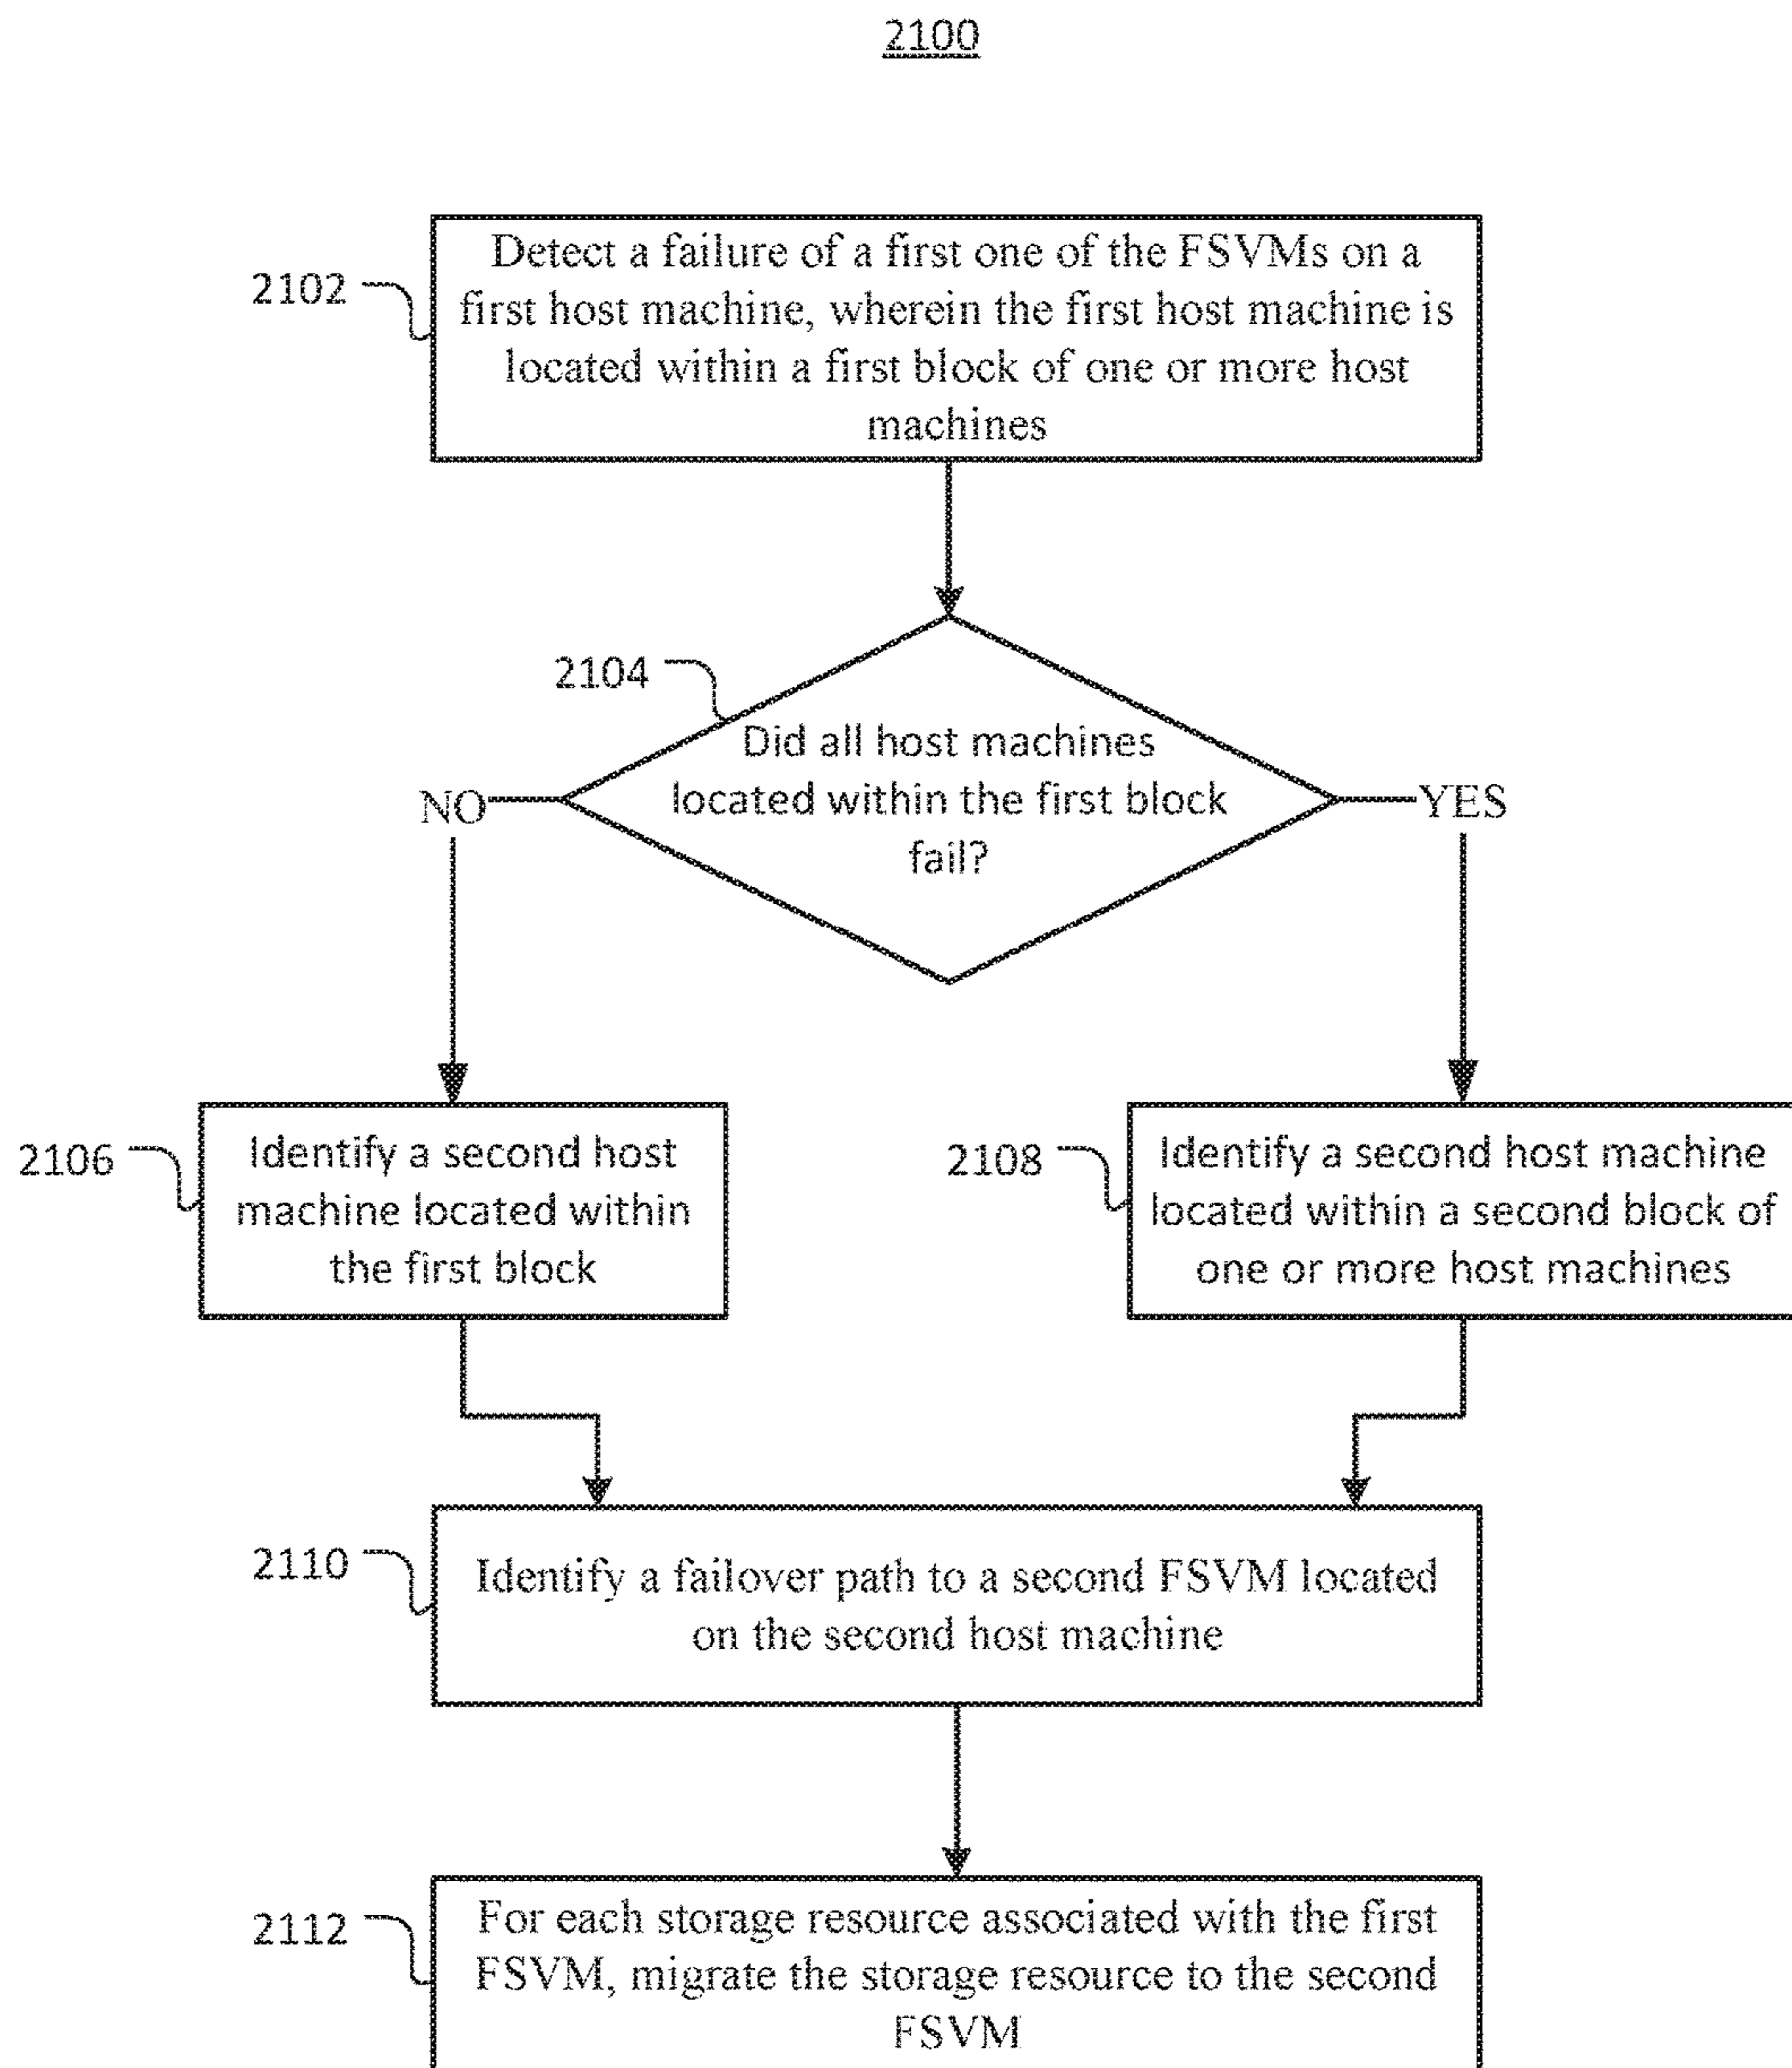 2100
2102
Detect a failure of a first one of the FSVMs on a
first host machine, wherein the first host machine is
located within a first block of one or more host
machines
2104
Did all host machines
located within the first block
fail?
NO
YES
2106
Identify a second host
machine located within
the first block
2108
Identify a second host machine
located within a second block of
one or more host machines
2110
Identify a failover path to a second FSVM located
on the second host machine
2112
For each storage resource associated with the first
FSVM, migrate the storage resource to the second
FSVM